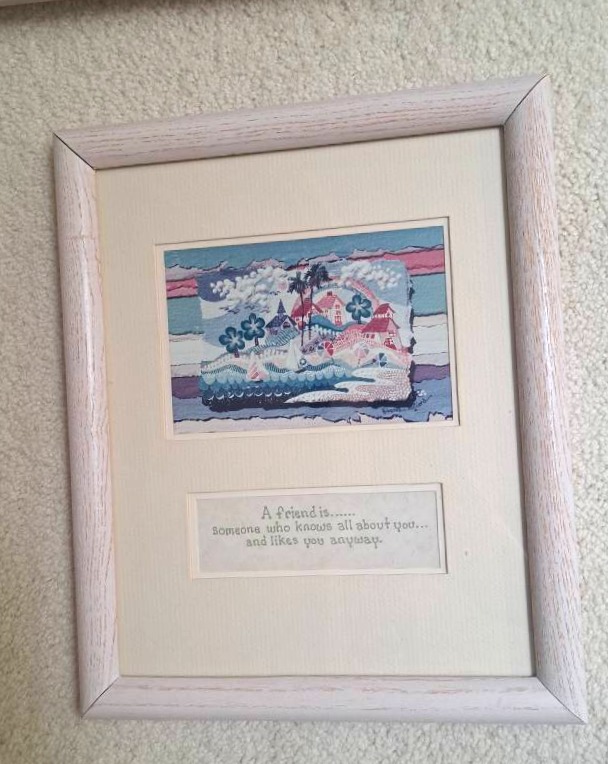 A friend is......
someone who knows all about you...
and likes you anyway.